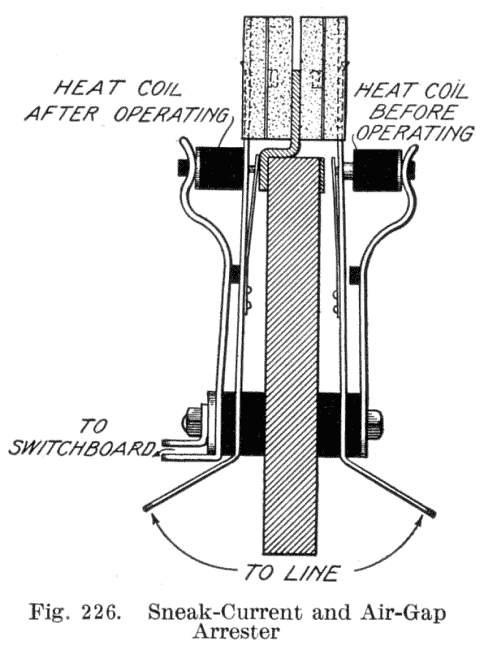 HEAT COIL
AFTER OPERATING
HEAT COIL
BEFORE
OPERATING
TO
SWITCHBOARD
TO LINE
Fig. 226. Sneak-Current and Air-Gap
Arrester